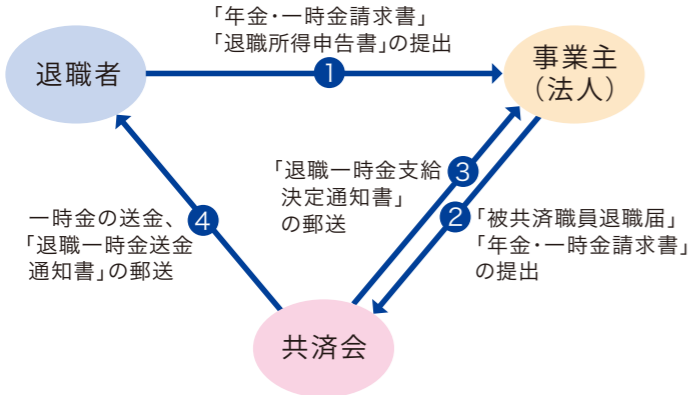 「年金・一時金請求書」
「退職所得申告書」の提出
退職者
1
事業主
(法人)
「退職一時金支給
決定通知書」
の郵送
3
一時金の送金、
「退職一時金送金
通知書」の郵送
4
2
「被共済職員退職届」
「年金・一時金請求書」
の提出
共済会